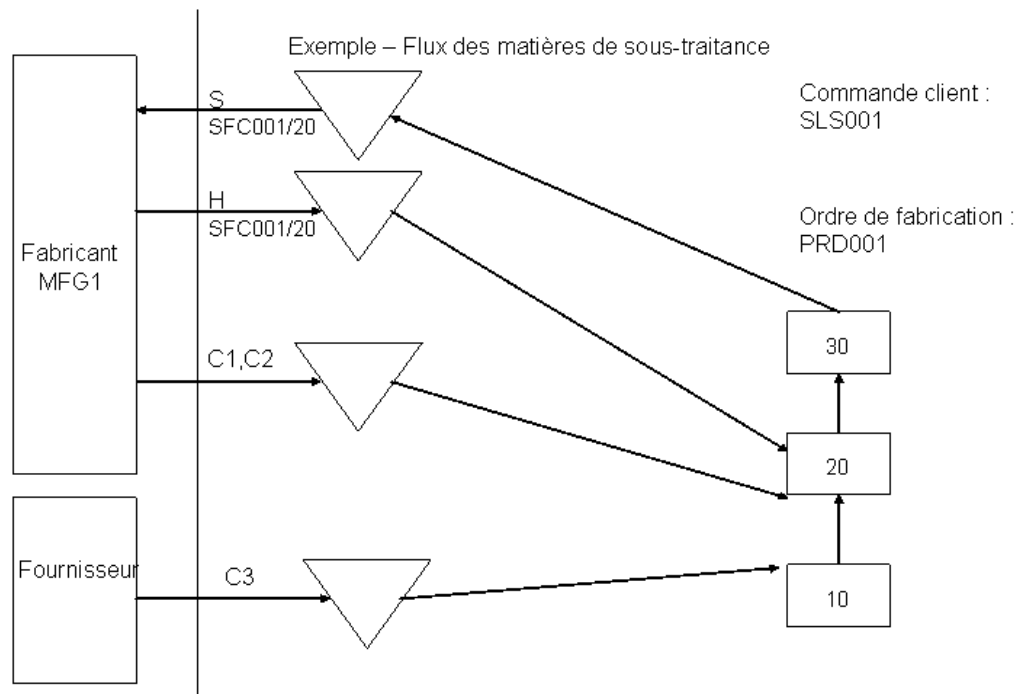 Exemple – Flux des matières de sous-traitance
Commande client :
SLS001
S
SFC001/20
H
SFC001/20
Ordre de fabrication :
PRD001
Fabricant
MFG1
30
C1,C2
20
Fournisseur
C3
10